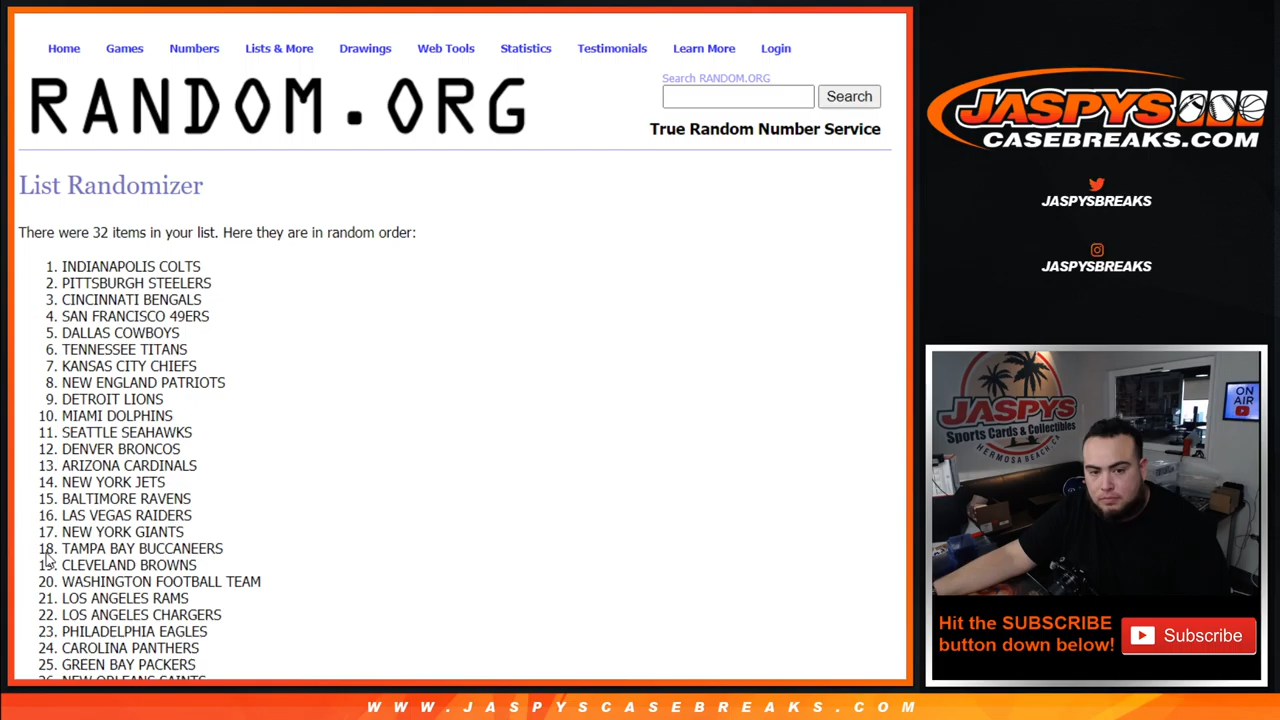 Home Games Numbers Lists & More Drawings Web Tools Statistics Testimonials Learn More Login
RANDOM.ORG
Search RANDOM.ORG
Search
True Random Number Service
List Randomizer
There were 32 items in your list. Here they are in random order:
1. INDIANAPOLIS COLTS
2. PITTSBURGH STEELERS
3. CINCINNATI BENGALS
4. SAN FRANCISCO 49ERS
5. DALLAS COWBOYS
6. TENNESSEE TITANS
7. KANSAS CITY CHIEFS
8. NEW ENGLAND PATRIOTS
9. DETROIT LIONS
10. MIAMI DOLPHINS
11. SEATTLE SEAHAWKS
12. DENVER BRONCOS
13. ARIZONA CARDINALS
14. NEW YORK JETS
15. BALTIMORE RAVENS
16. LAS VEGAS RAIDERS
17. NEW YORK GIANTS
18. TAMPA BAY BUCCANEERS
19. CLEVELAND BROWNS
20. WASHINGTON FOOTBALL TEAM
21. LOS ANGELES RAMS
22. LOS ANGELES CHARGERS
23. PHILADELPHIA EAGLES
24. CAROLINA PANTHERS
25. GREEN BAY PACKERS
26. NEW ORLEANS SAINTS
JASPYS
CASEBREAKS.COM
JASPYSBREAKS
JASPYSBREAKS
JASPYS
Sports Cards & Collectibles
HERMOSA BEACH, CA
ON
AIR
Hit the SUBSCRIBE
button down below!
Subscribe
WWW.JASPYSCASEBREAKS.COM